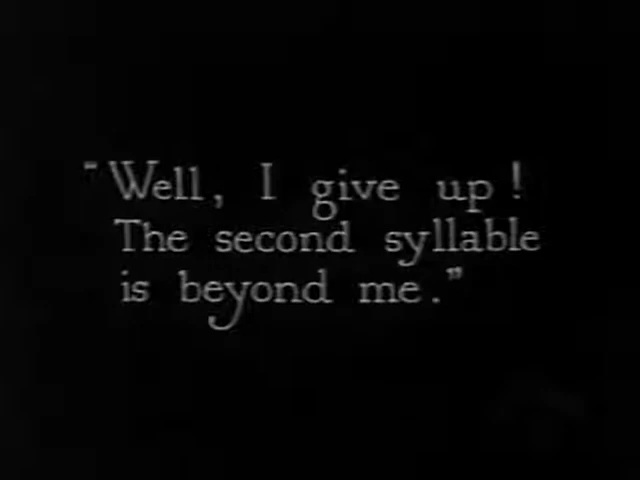 "Well, I give up!
The second syllable
is beyond me."